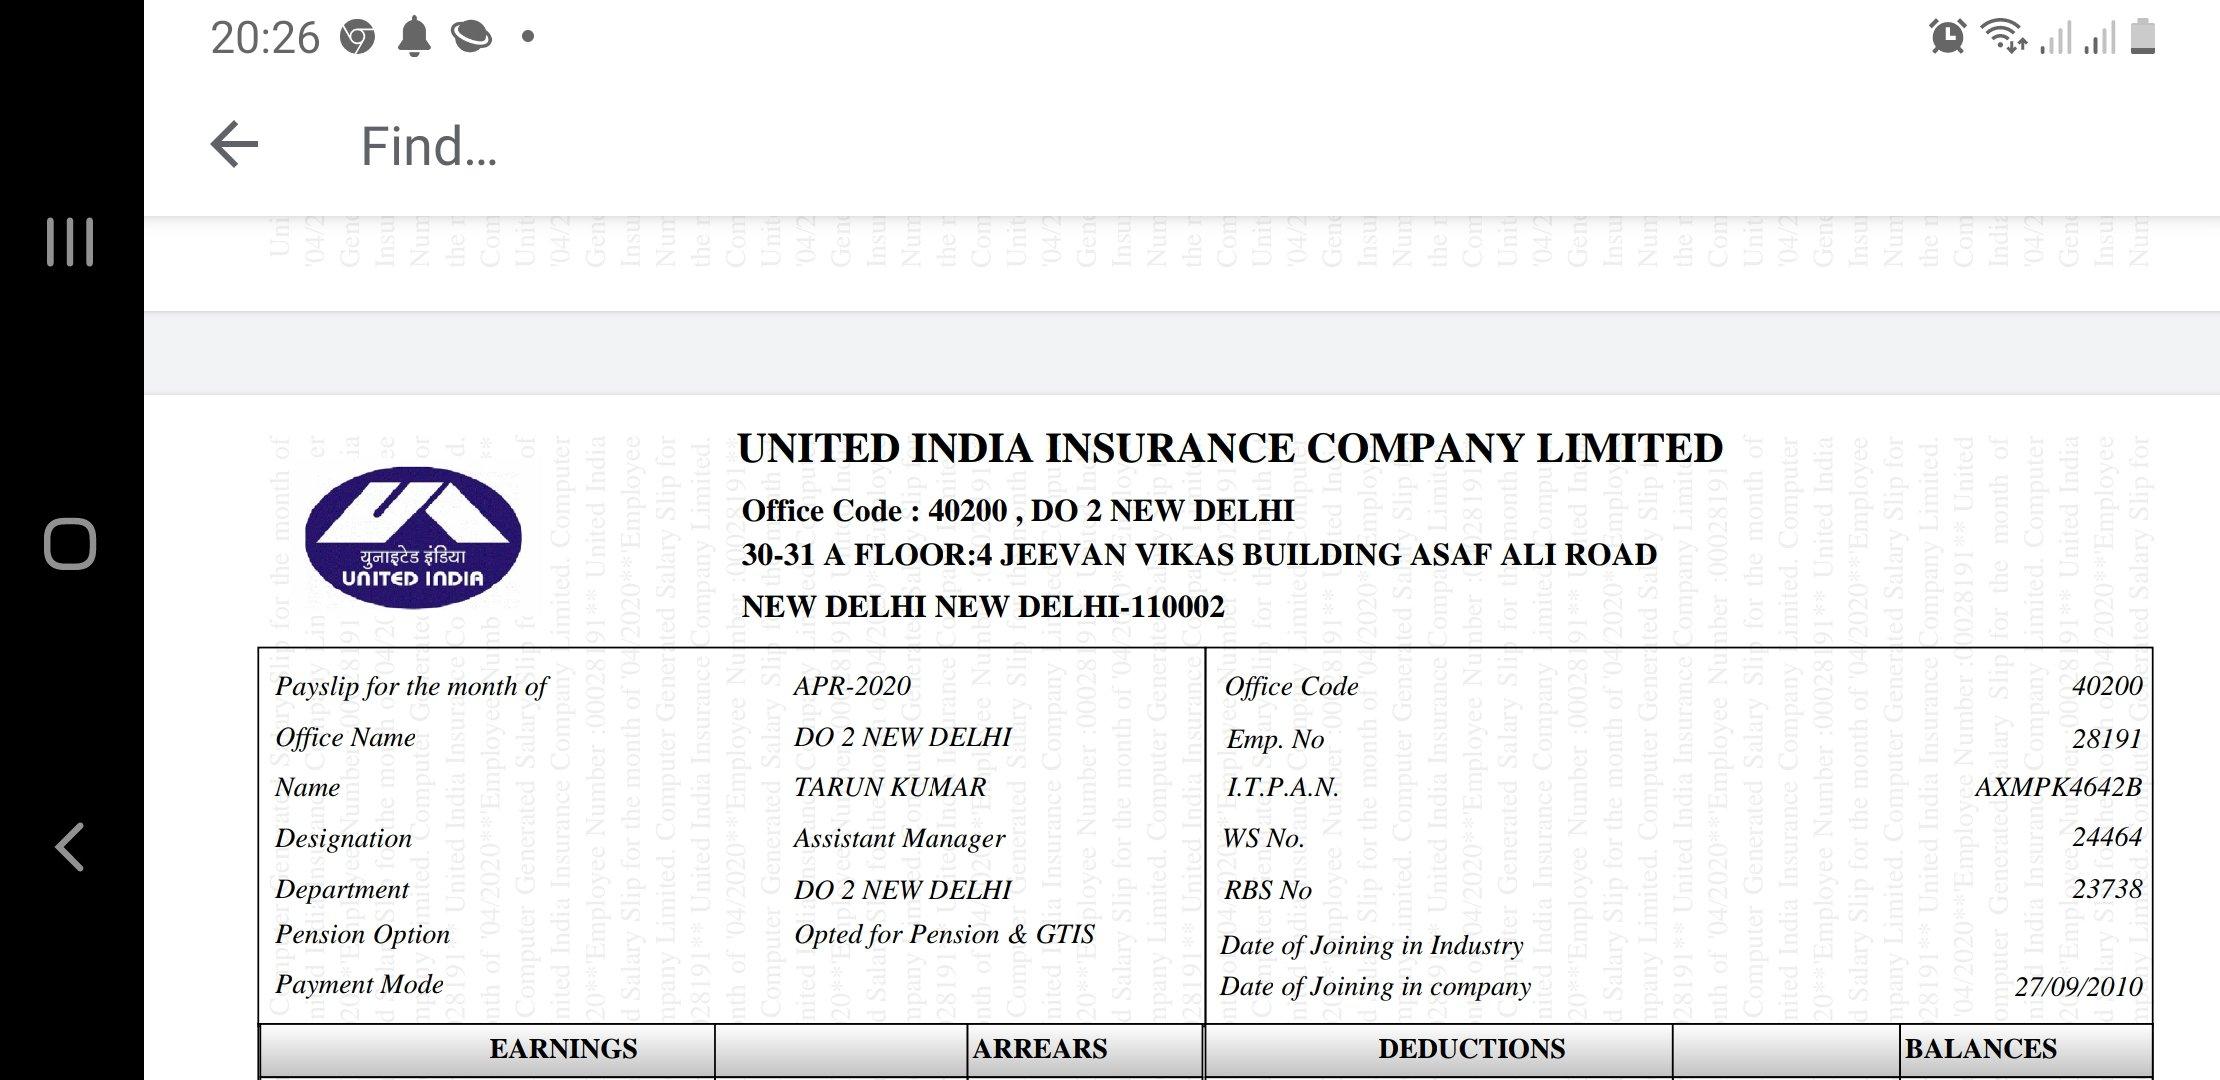 20:26
Find...
UNITED INDIA INSURANCE COMPANY LIMITED
Office Code : 40200 , DO 2 NEW DELHI
30-31 A FLOOR:4 JEEVAN VIKAS BUILDING ASAF ALI ROAD
NEW DELHI NEW DELHI-110002
युनाइटेड इंडिया
UNITED INDIA
Payslip for the month of APR-2020 Office Code 40200
Office Name DO 2 NEW DELHI Emp. No 28191
Name TARUN KUMAR I.T.P.A.N. AXMPK4642B
Designation Assistant Manager WS No. 24464
Department DO 2 NEW DELHI RBS No 23738
Pension Option Opted for Pension & GTIS Date of Joining in Industry
Payment Mode Date of Joining in company 27/09/2010
EARNINGS ARREARS DEDUCTIONS BALANCES